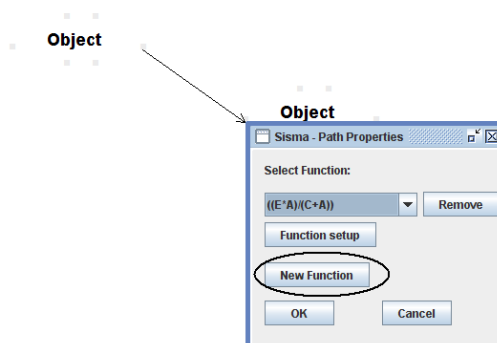 Object
Object
Sisma - Path Properties
Select Function:
((E*A)/(C+A))
Remove
Function setup
New Function
OK Cancel